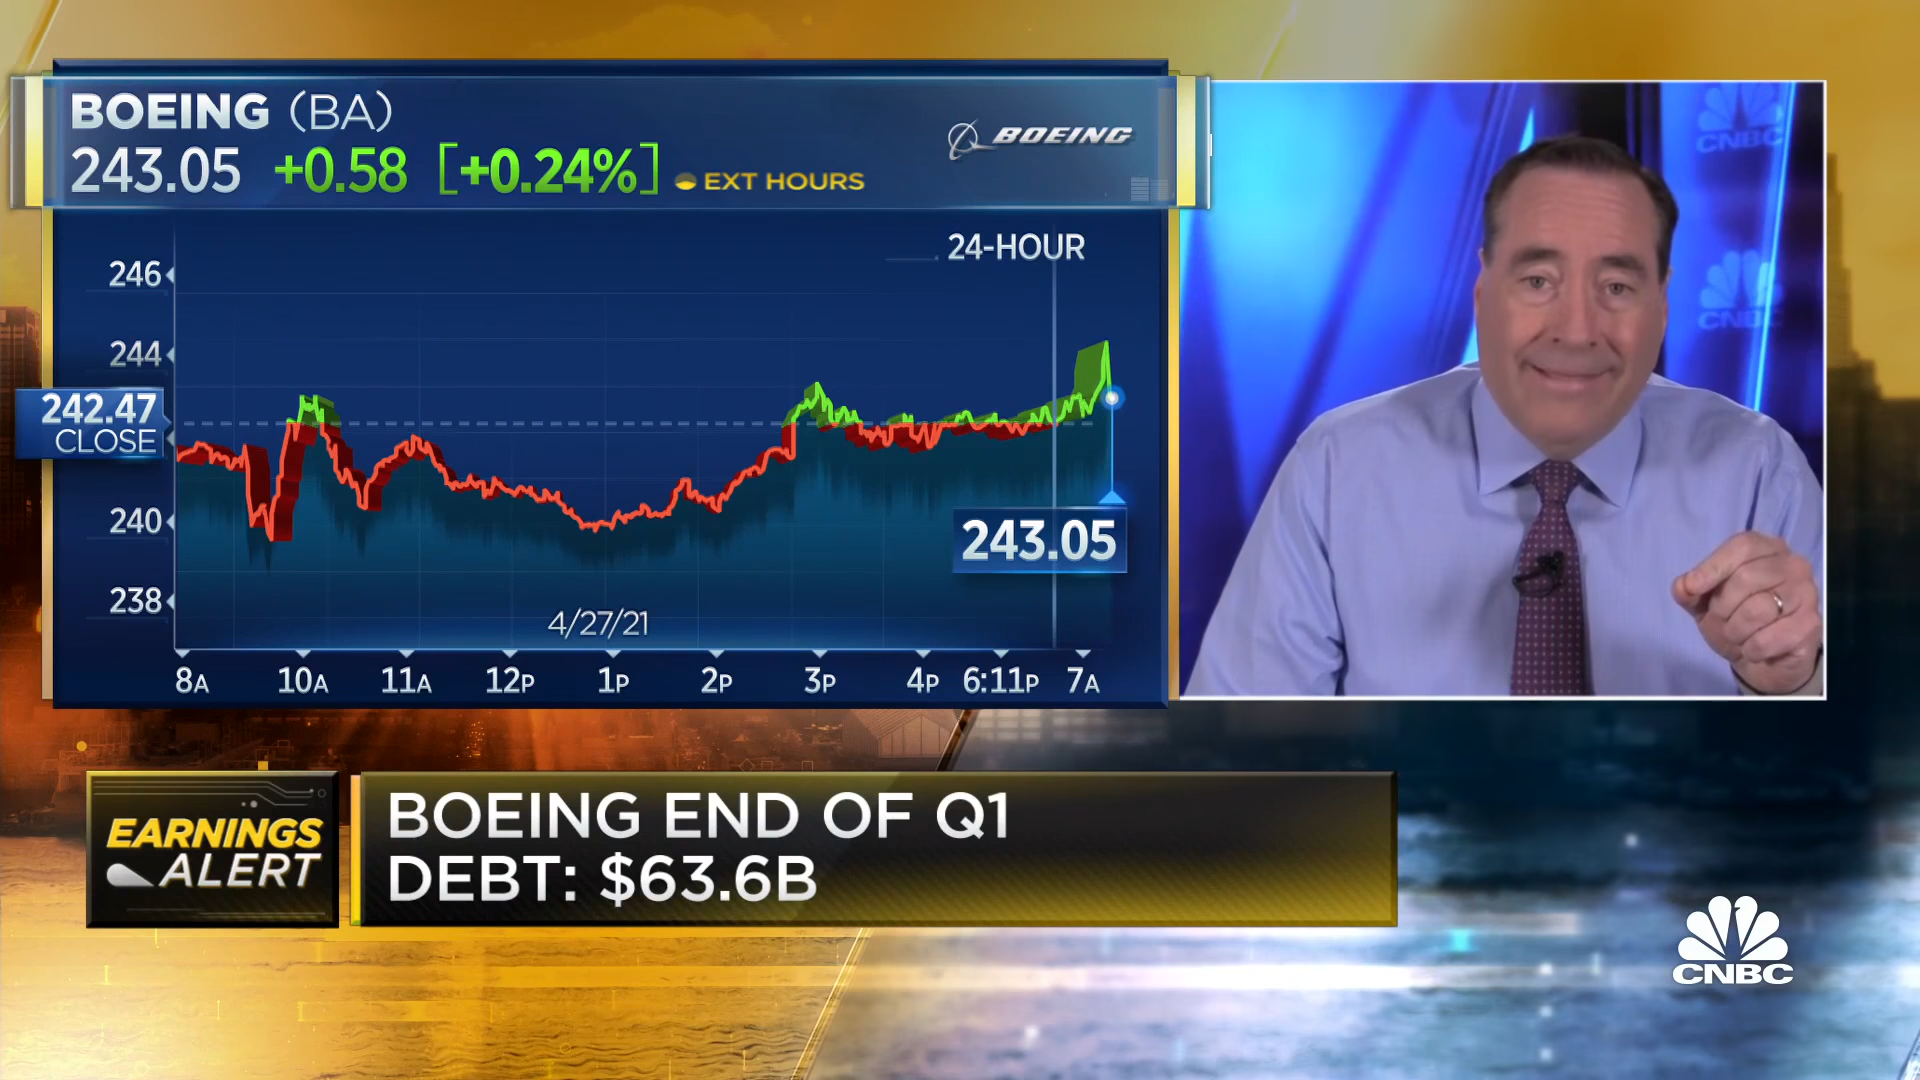 BOEING (BA)
243.05 +0.58 [+0.24%] EXT HOURS
BOEING
24-HOUR
246
244
242.47
CLOSE
240
238
243.05
4/27/21
8A 10A 11A 12P 1P 2P 3P 4P 6:11P 7A
CNBC
CNBC
EARNINGS
ALERT
BOEING END OF Q1
DEBT: $63.6B
CNBC